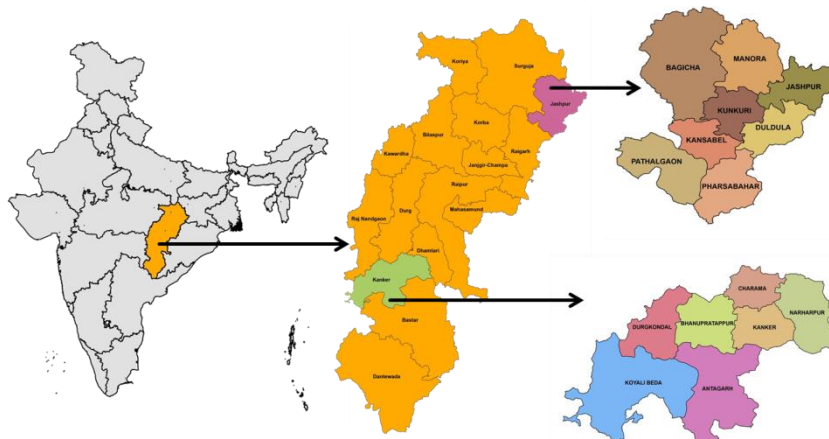 Koriya
Surguja
Jashpur
Korba
Bilaspur
Raigarh
Kawardha
Janjgir-Champa
Raipur
Mahasamund
Durg
Raj Nandgaon
Dhamtari
Kanker
Bastar
Dantewada
BAGICHA
MANORA
JASHPUR
KUNKURI
DULDULA
KANSABEL
PATHALGAON
PHARSABAHAR
CHARAMA
NARHARPUR
DURGKONDAL
BHANUPRATAPPUR
KANKER
KOYALI BEDA
ANTAGARH